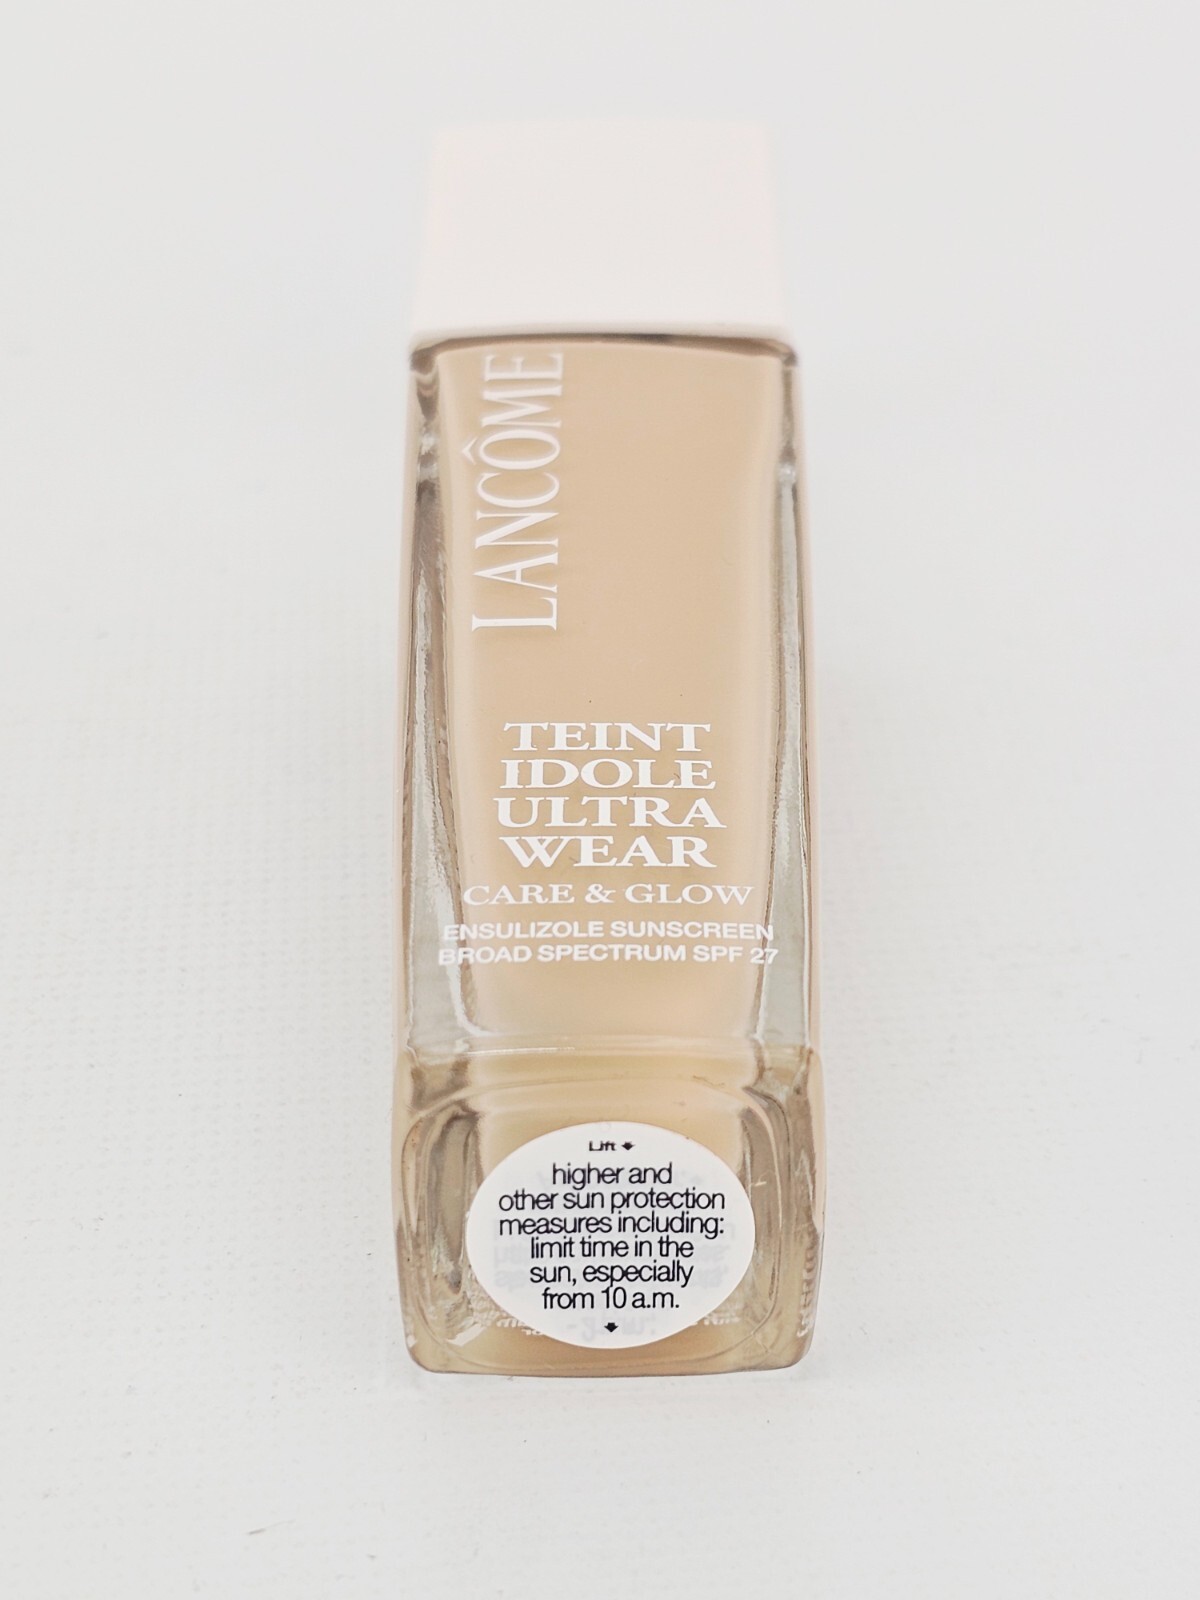 LANCÔME
TEINT
IDOLE
ULTRA
WEAR
CARE & GLOW
ENSULIZOLE SUNSCREEN
BROAD SPECTRUM SPF 27
Lift
higher and
other sun protection
measures including:
limit time in the
sun, especially
from 10 a.m.